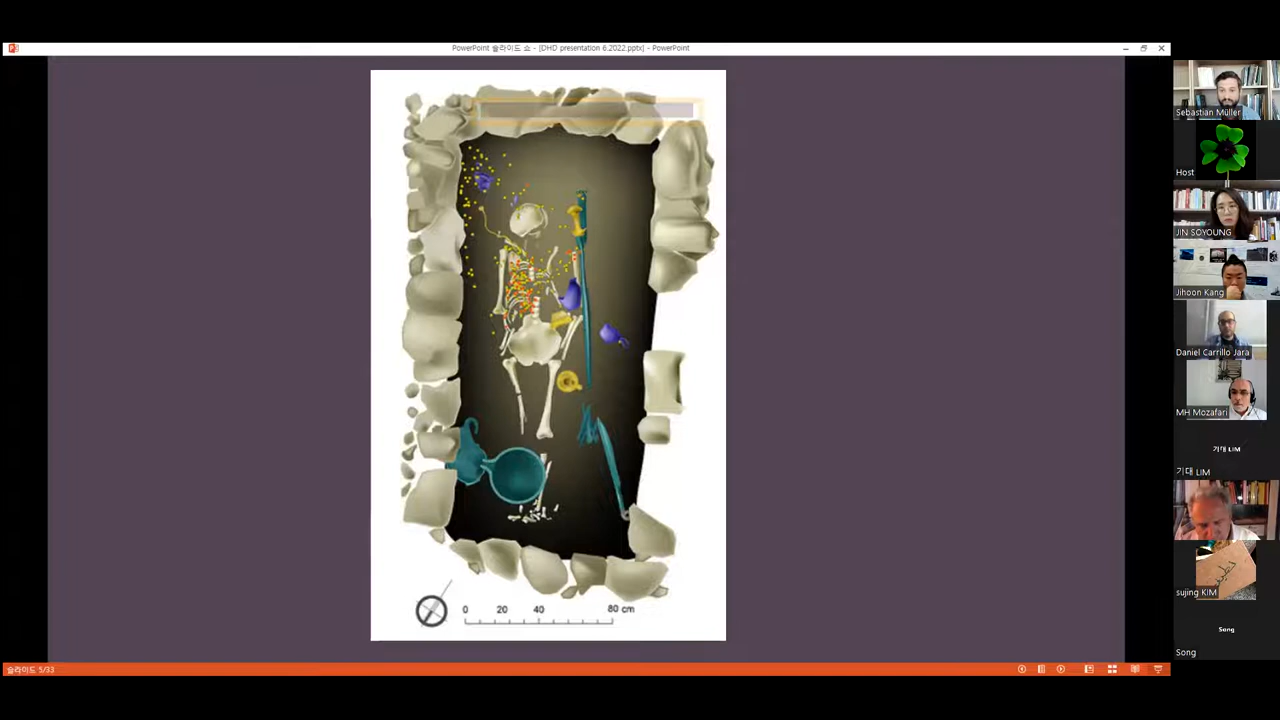 PowerPoint 슬라이드 쇼 - [DHD presentation 6.2022.pptx] - PowerPoint
Sebastian Müller
Host
JIN SOYOUNG
Jihoon Kang
Daniel Carrillo Jara
MH Mozafari
기대 LIM
기대 LIM
sujing KIM
Song
Song
0 20 40 80 cm
슬라이드 5/33